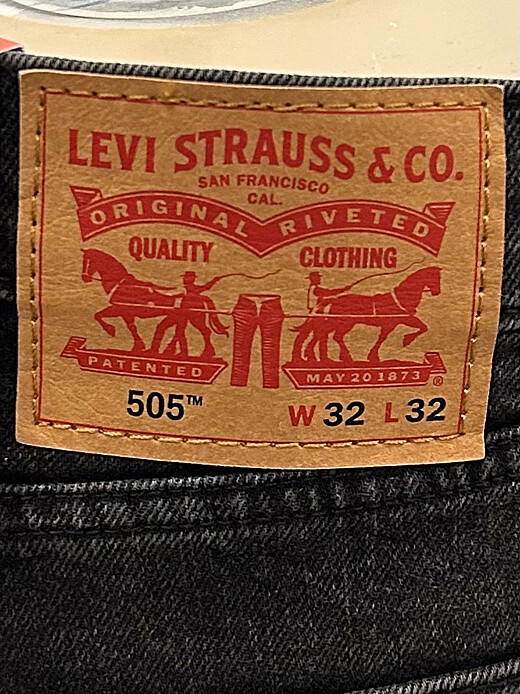 LEVI STRAUSS & CO.
SAN FRANCISCO
CAL.
ORIGINAL RIVETED
QUALITY CLOTHING
PATENTED MAY 20 1873 ®
505™ W 32 L 32